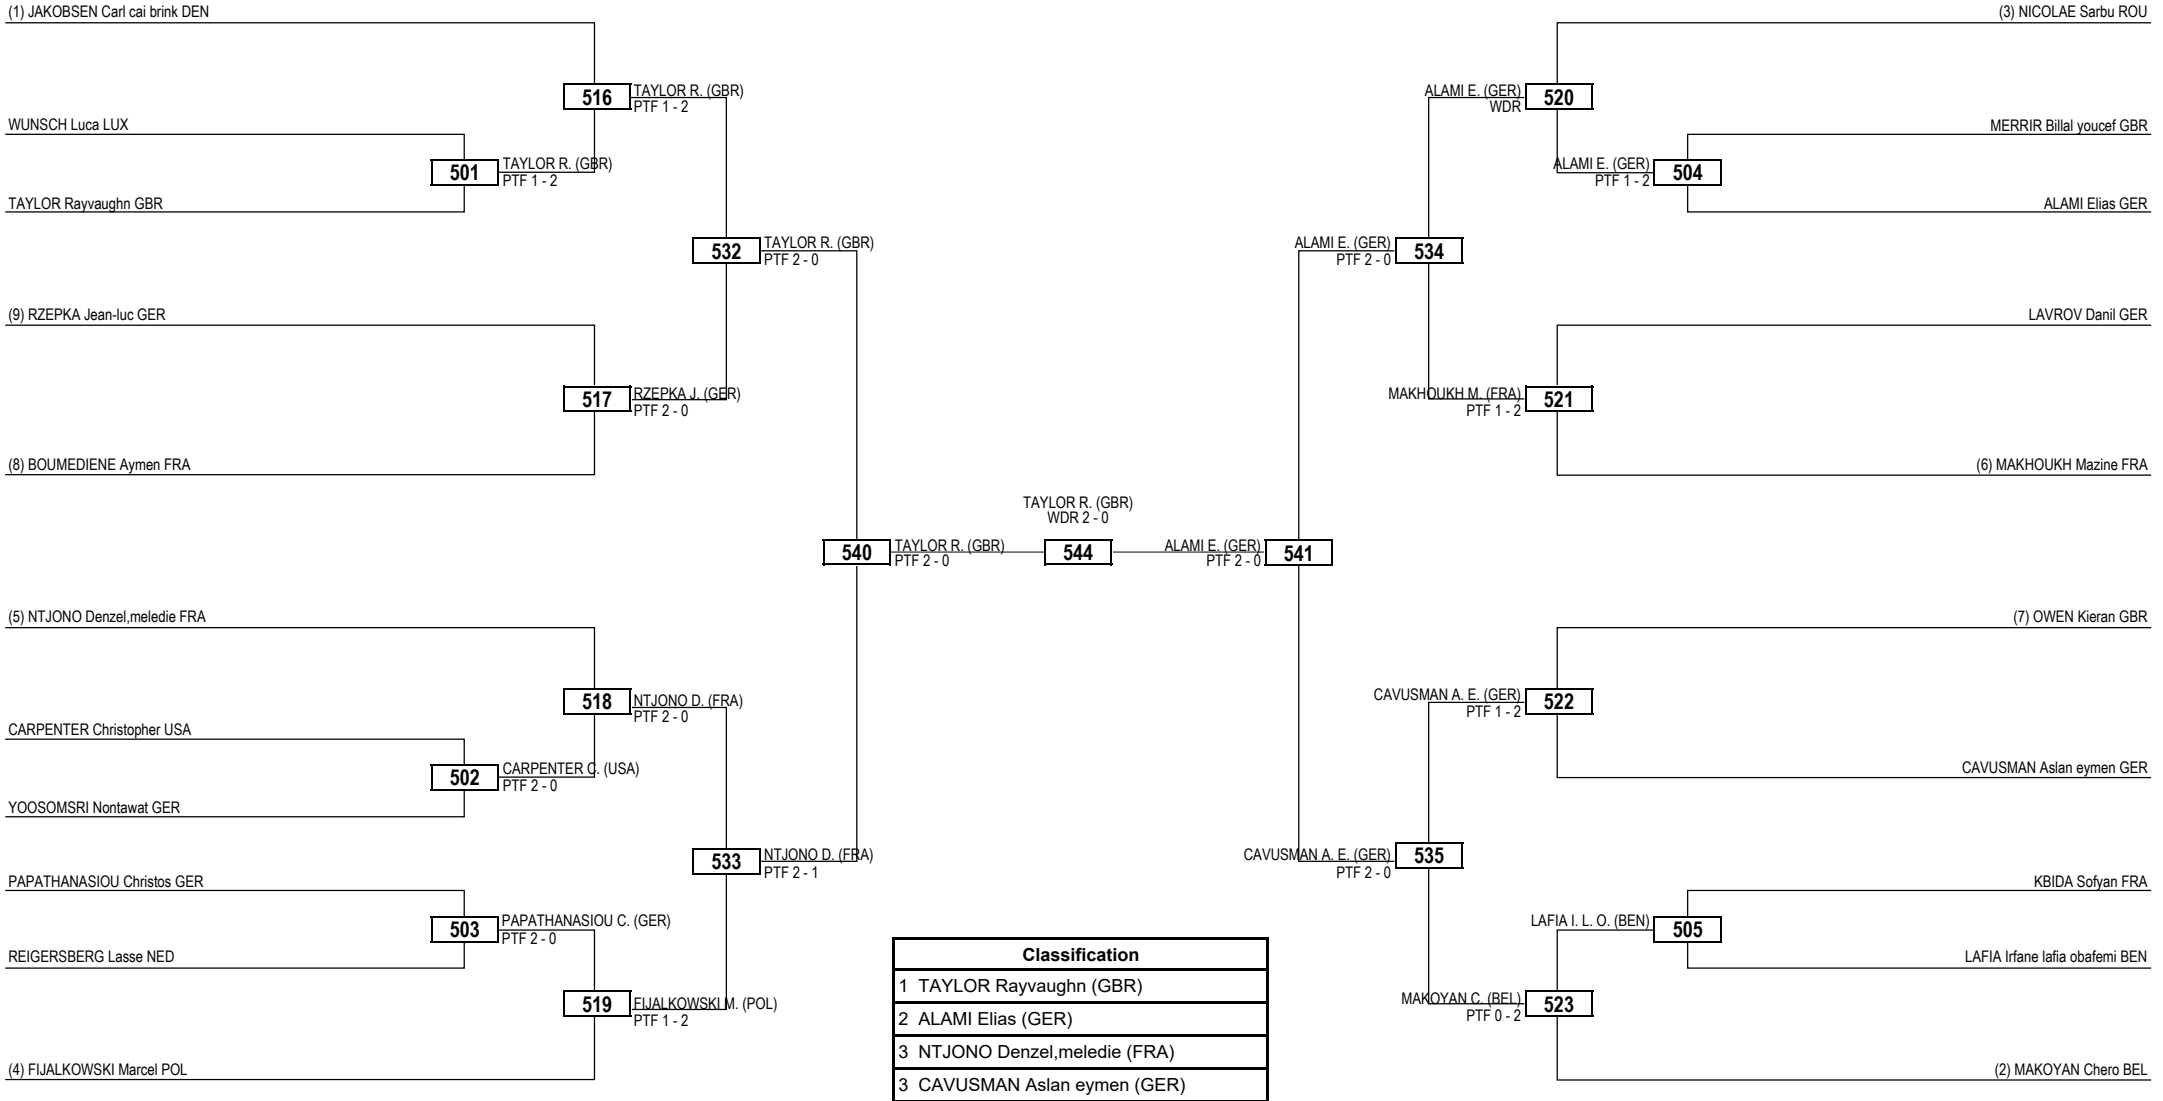 (1) JAKOBSEN Carl cai brink DEN
516
TAYLOR R. (GBR)
PTF 1 - 2
WUNSCH Luca LUX
501
TAYLOR R. (GBR)
PTF 1 - 2
TAYLOR Rayvaughn GBR
532
TAYLOR R. (GBR)
PTF 2 - 0
(9) RZEPKA Jean-luc GER
517
RZEPKA J. (GER)
PTF 2 - 0
(8) BOUMEDIENE Aymen FRA
540
TAYLOR R. (GBR)
PTF 2 - 0
(5) NTJONO Denzel,meledie FRA
518
NTJONO D. (FRA)
PTF 2 - 0
CARPENTER Christopher USA
502
CARPENTER C. (USA)
PTF 2 - 0
YOOSOMSRI Nontawat GER
533
NTJONO D. (FRA)
PTF 2 - 1
PAPATHANASIOU Christos GER
503
PAPATHANASIOU C. (GER)
PTF 2 - 0
REIGERSBERG Lasse NED
519
FIJALKOWSKI M. (POL)
PTF 1 - 2
(4) FIJALKOWSKI Marcel POL
TAYLOR R. (GBR)
WDR 2 - 0
544
(3) NICOLAE Sarbu ROU
ALAMI E. (GER)
WDR
520
MERRIR Billal youcef GBR
ALAMI E. (GER)
PTF 1 - 2
504
ALAMI Elias GER
ALAMI E. (GER)
PTF 2 - 0
534
LAVROV Danil GER
MAKHOUKH M. (FRA)
PTF 1 - 2
521
(6) MAKHOUKH Mazine FRA
ALAMI E. (GER)
PTF 2 - 0
541
(7) OWEN Kieran GBR
CAVUSMAN A. E. (GER)
PTF 1 - 2
522
CAVUSMAN Aslan eymen GER
CAVUSMAN A. E. (GER)
PTF 2 - 0
535
KBIDA Sofyan FRA
LAFIA I. L. O. (BEN)
505
LAFIA Irfane lafia obafemi BEN
MAKOYAN C. (BEL)
PTF 0 - 2
523
(2) MAKOYAN Chero BEL
Classification
1 TAYLOR Rayvaughn (GBR)
2 ALAMI Elias (GER)
3 NTJONO Denzel,meledie (FRA)
3 CAVUSMAN Aslan eymen (GER)